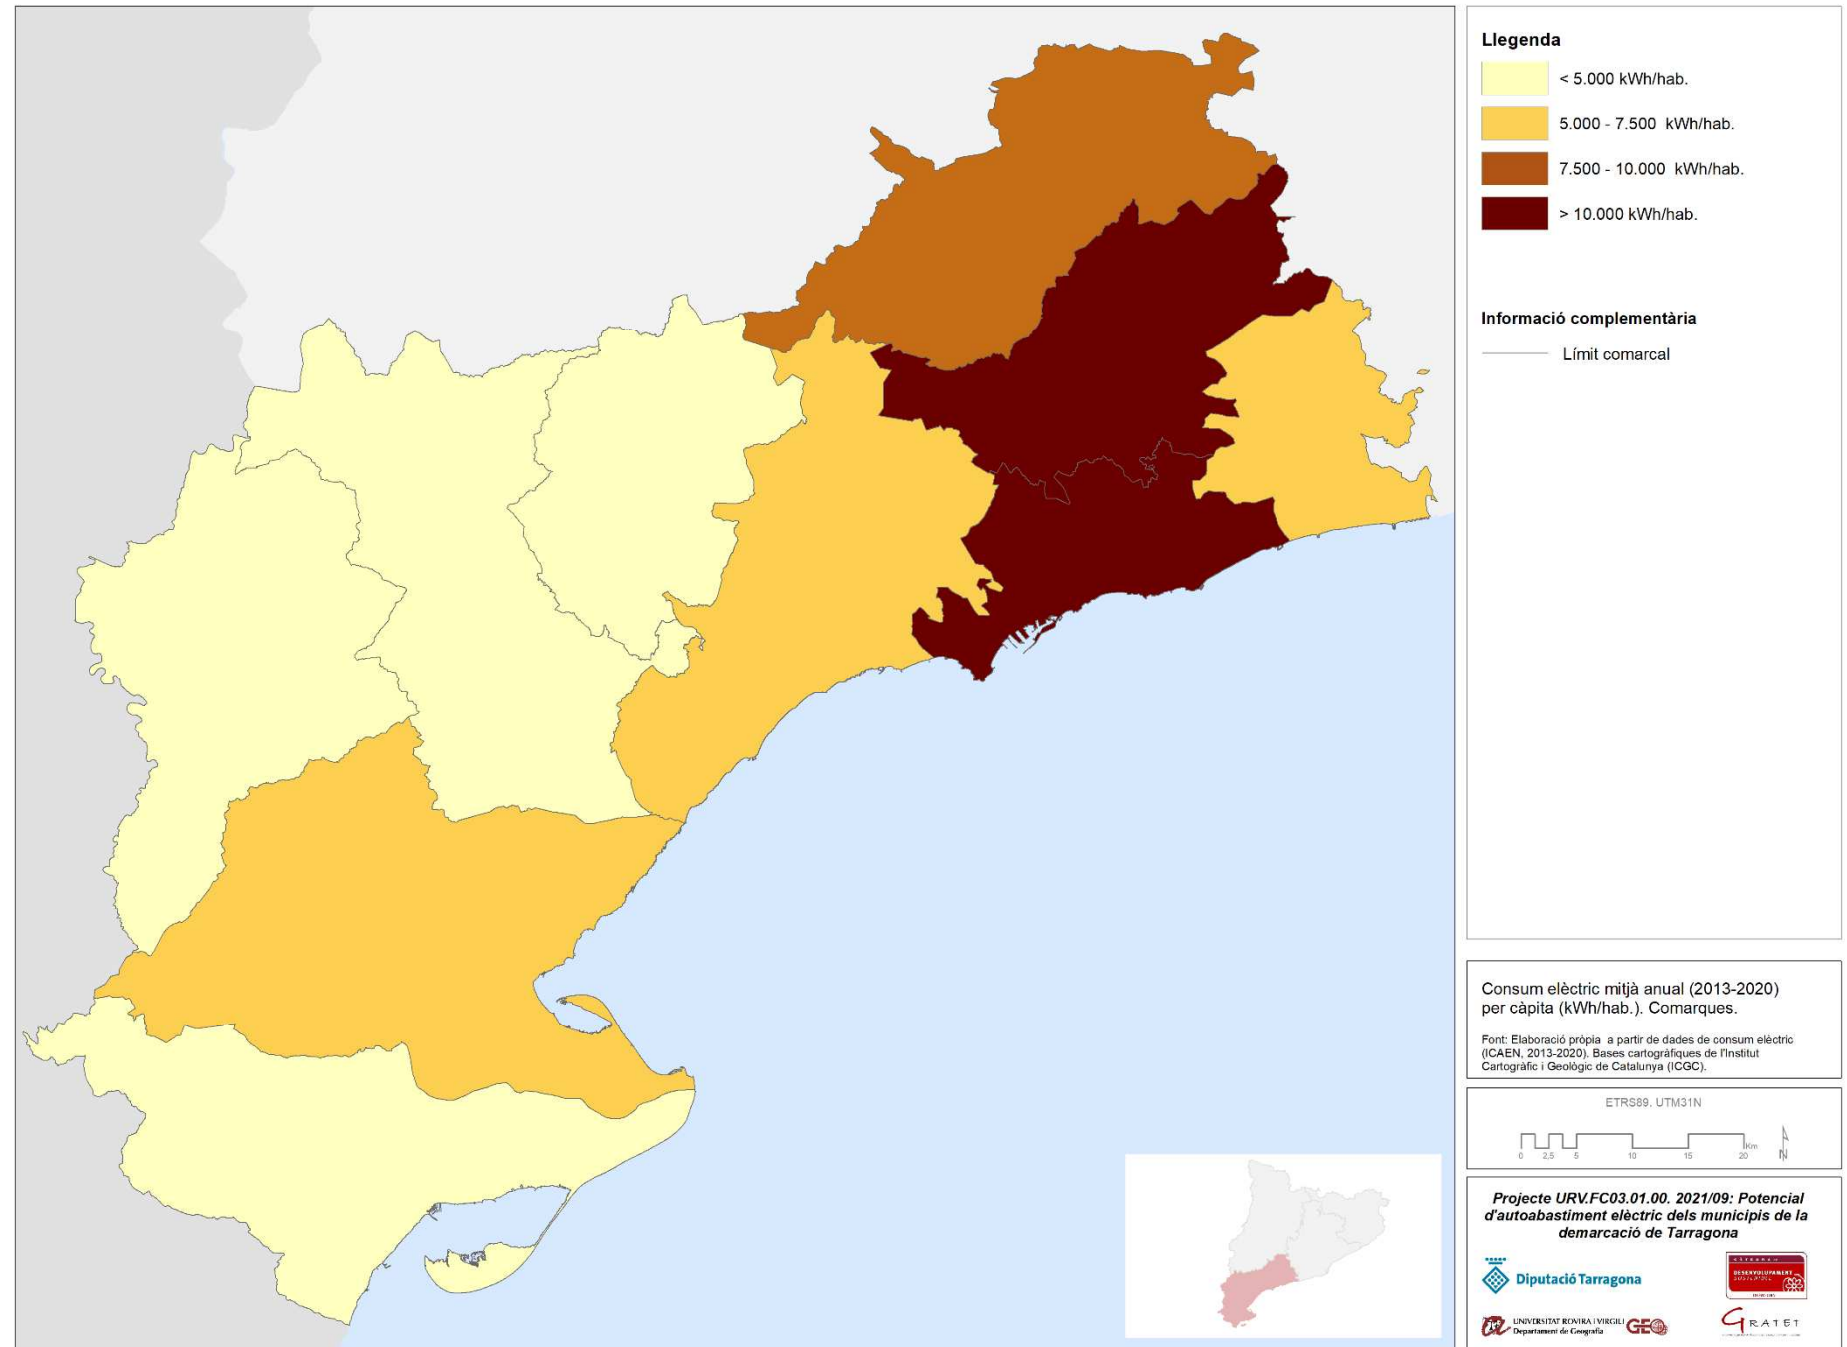 Llegenda
< 5.000 kWh/hab.
5.000 - 7.500 kWh/hab.
7.500 - 10.000 kWh/hab.
> 10.000 kWh/hab.
Informació complementària
Límit comarcal
Consum elèctric mitjà anual (2013-2020)
per càpita (kWh/hab.). Comarques.
Font: Elaboració pròpia a partir de dades de consum elèctric
(ICAEN, 2013-2020). Bases cartogràfiques de l'Institut
Cartogràfic i Geològic de Catalunya (ICGC).
ETRS89. UTM31N
Km
0 2,5 5 10 15 20
N
Projecte URV.FC03.01.00. 2021/09: Potencial
d'autoabastiment elèctric dels municipis de la
demarcació de Tarragona
Diputació Tarragona
DESENVOLUPAMENT
SOSTENIBLE
UNIVERSITAT ROVIRA I VIRGILI
Departament de Geografia
GEO
GRATET